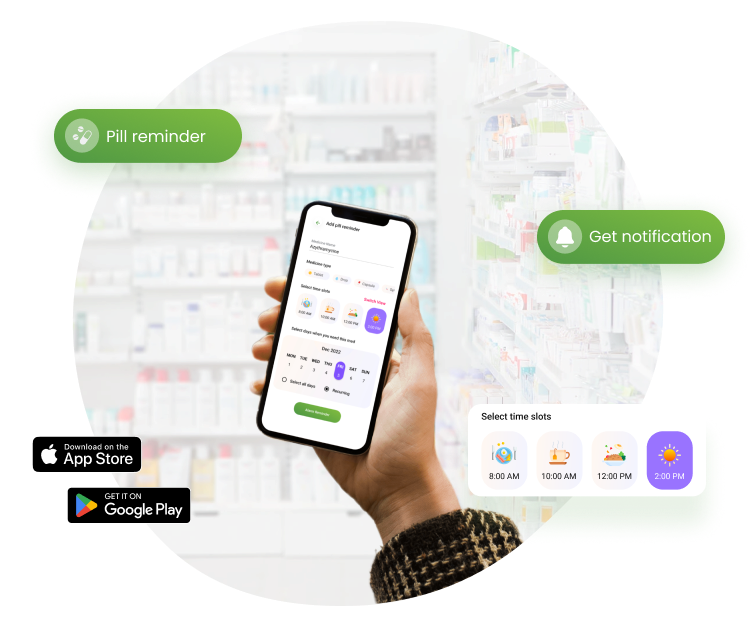 Pill reminder
Get notification
Add pill reminder
Medicine Name
Azythromycine
Medicine type
Tablet Drop Capsule
Select time slots Switch View
8:00 AM 10:00 AM 12:00 PM 2:00 PM
Select days when you need this med
Dec 2022
MON TUE WED THU FRI SAT SUN
1 2 3 4 5 6 7
Select all days Recurring
Select time slots
8:00 AM 10:00 AM 12:00 PM 2:00 PM
Download on the
App Store
GET IT ON
Google Play